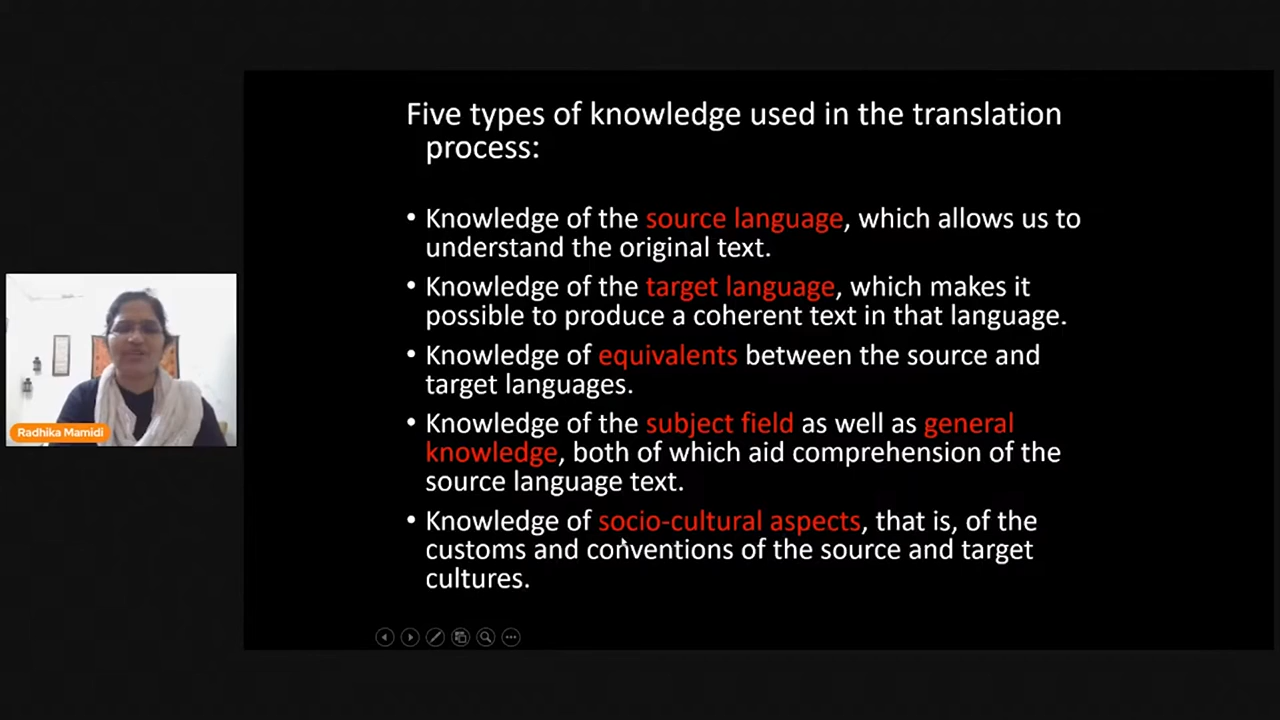 Five types of knowledge used in the translation
process:
• Knowledge of the source language, which allows us to
understand the original text.
• Knowledge of the target language, which makes it
possible to produce a coherent text in that language.
• Knowledge of equivalents between the source and
target languages.
• Knowledge of the subject field as well as general
knowledge, both of which aid comprehension of the
source language text.
• Knowledge of socio-cultural aspects, that is, of the
customs and conventions of the source and target
cultures.
Radhika Mamidi